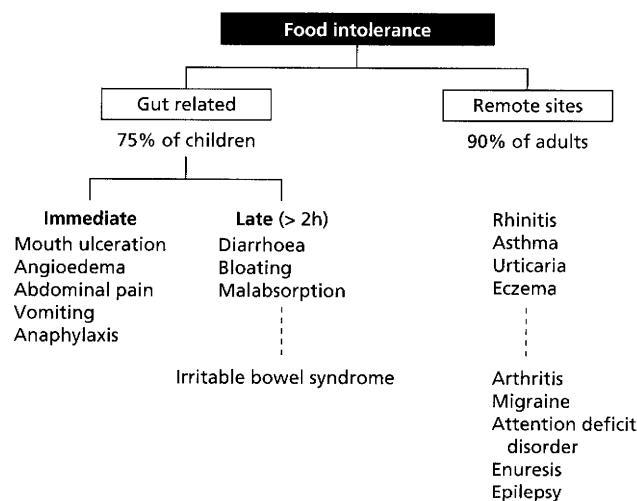 Food intolerance
Gut related
Remote sites
75% of children
90% of adults
Immediate
Mouth ulceration
Angioedema
Abdominal pain
Vomiting
Anaphylaxis
Late (> 2h)
Diarrhoea
Bloating
Malabsorption
Irritable bowel syndrome
Rhinitis
Asthma
Urticaria
Eczema
Arthritis
Migraine
Attention deficit
disorder
Enuresis
Epilepsy